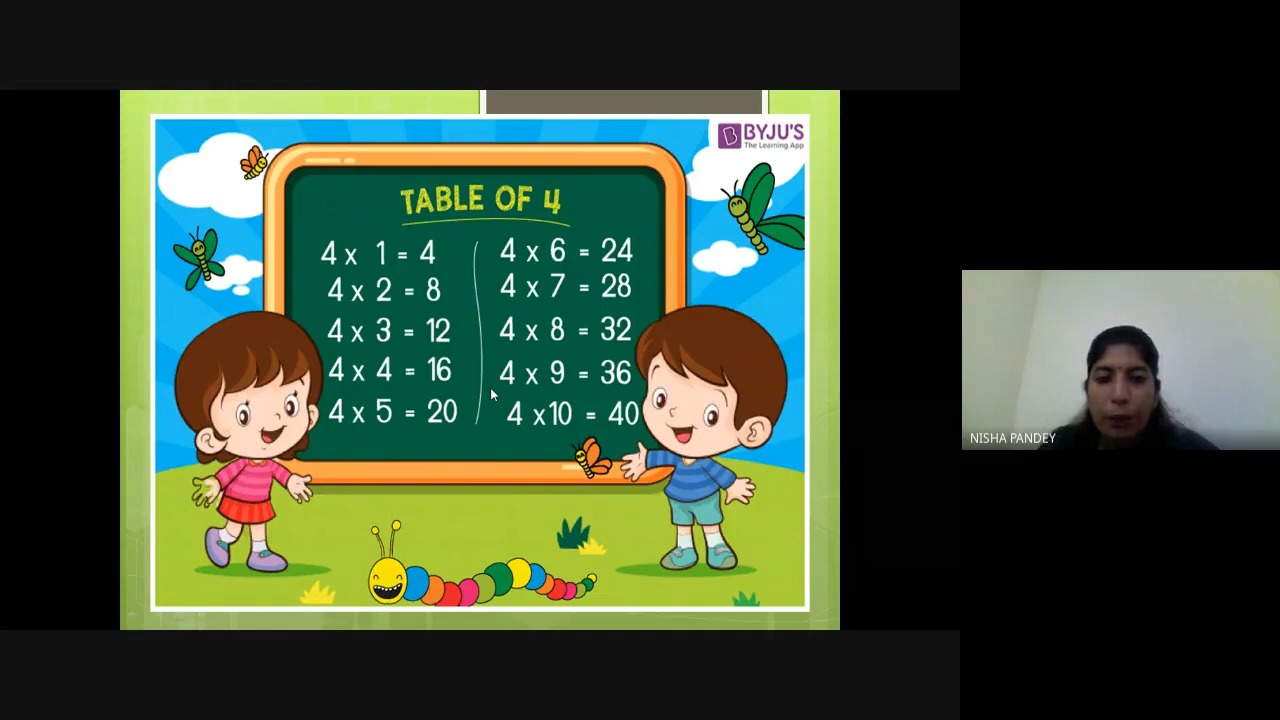 BYJU'S
The Learning App
TABLE OF 4
4 x 1 = 4
4 x 2 = 8
4 x 3 = 12
4 x 4 = 16
4 x 5 = 20
4 x 6 = 24
4 x 7 = 28
4 x 8 = 32
4 x 9 = 36
4 x10 = 40
NISHA PANDEY